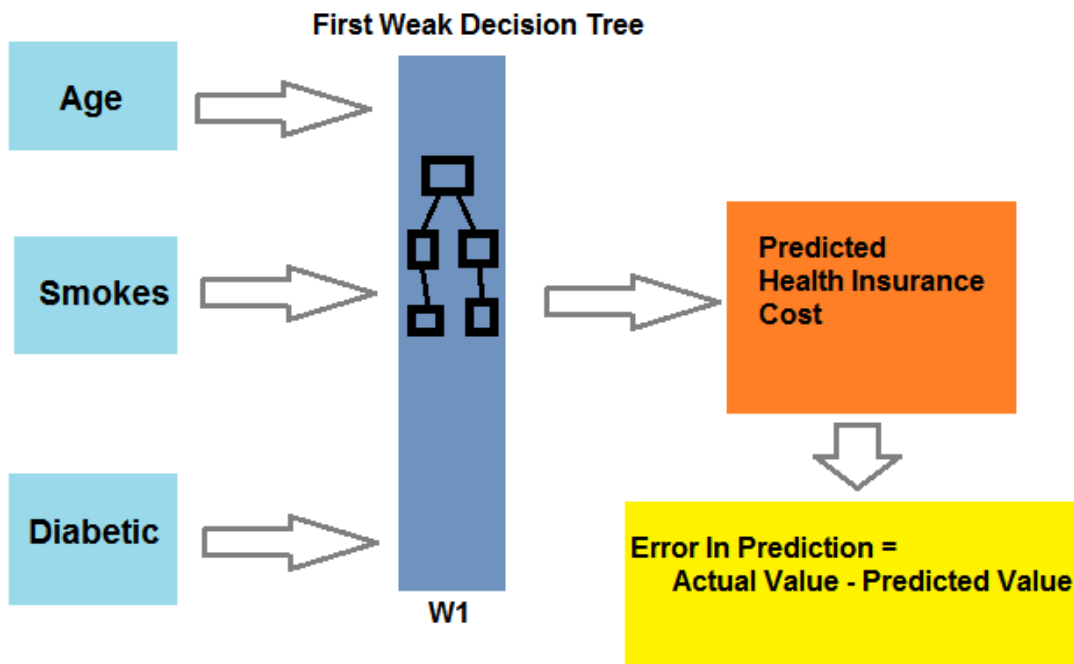 First Weak Decision Tree
Age
Smokes
Diabetic
W1
Predicted
Health Insurance
Cost
Error In Prediction =
Actual Value - Predicted Value